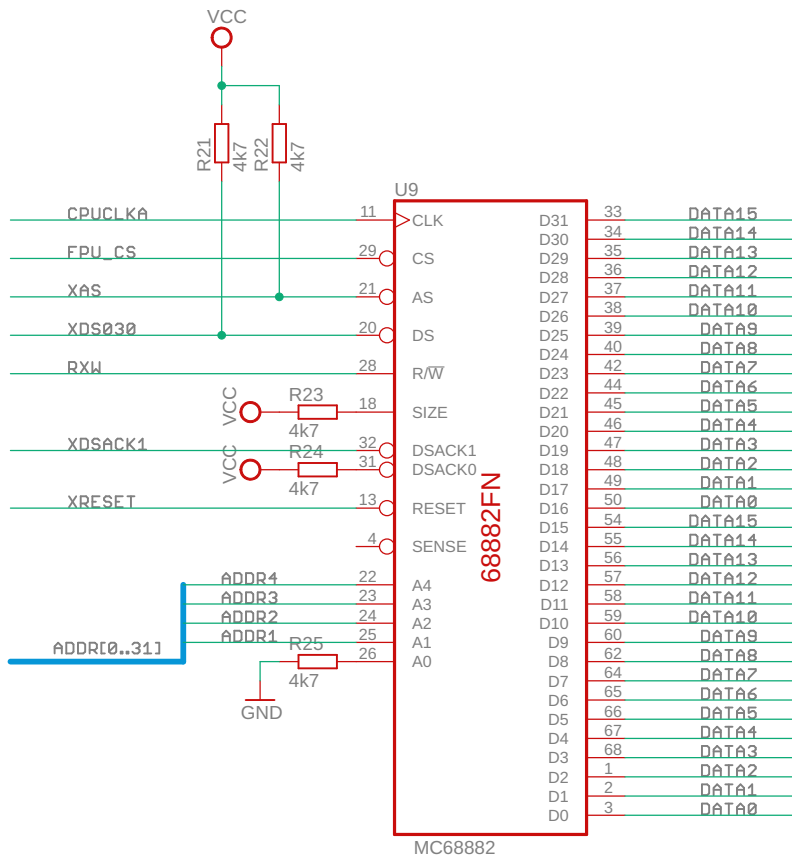 VCC
R21
4k7
R22
4k7
U9
CPUCLKA 11 CLK D31 33 DATA15
D30 34 DATA14
FPU_CS 29 CS D29 35 DATA13
D28 36 DATA12
XAS 21 AS D27 37 DATA11
D26 38 DATA10
XDS030 20 DS D25 39 DATA9
D24 40 DATA8
RXW 28 R/W D23 42 DATA7
D22 44 DATA6
VCC R23 4k7 18 SIZE D21 45 DATA5
D20 46 DATA4
XDSACK1 32 DSACK1 D19 47 DATA3
VCC R24 4k7 31 DSACK0 D18 48 DATA2
D17 49 DATA1
XRESET 13 RESET D16 50 DATA0
D15 54 DATA15
4 SENSE D14 55 DATA14
68882FN
D13 56 DATA13
ADDR4 22 A4 D12 57 DATA12
ADDR3 23 A3 D11 58 DATA11
ADDR2 24 A2 D10 59 DATA10
ADDR1 25 A1 D9 60 DATA9
ADDR[0..31]
R25 4k7 26 A0 D8 62 DATA8
GND
D7 64 DATA7
D6 65 DATA6
D5 66 DATA5
D4 67 DATA4
D3 68 DATA3
D2 1 DATA2
D1 2 DATA1
D0 3 DATA0
MC68882